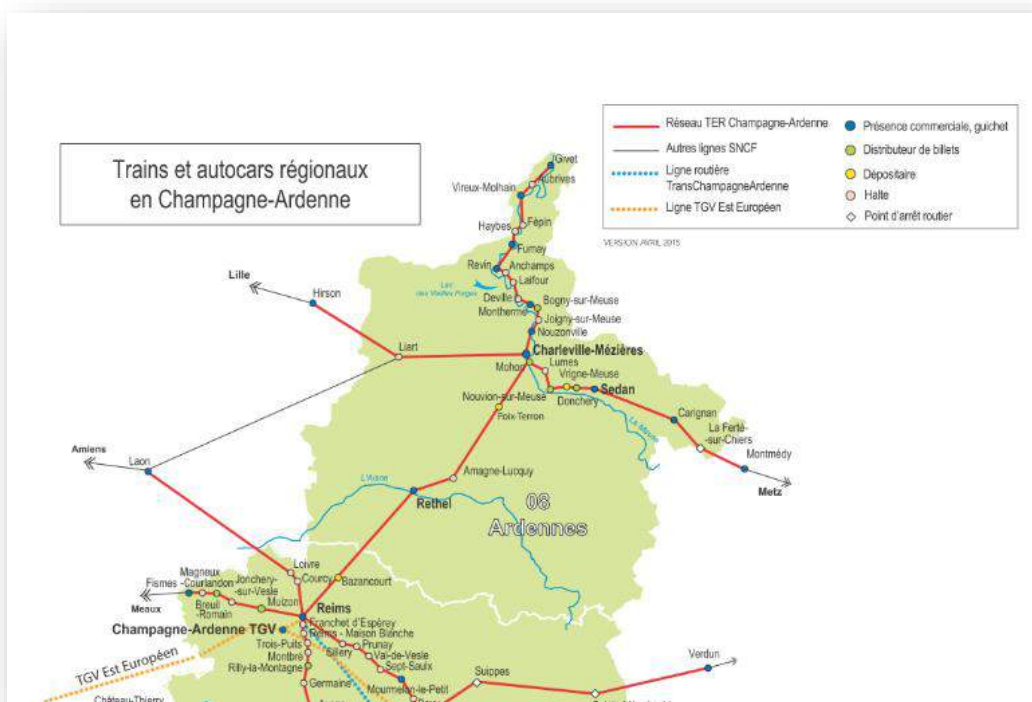 Trains et autocars régionaux
en Champagne-Ardenne
Réseau TER Champagne-Ardenne
Autres lignes SNCF
Ligne routière
TransChampagneArdenne
Ligne TGV Est Européen
Présence commerciale, guichet
Distributeur de billets
Dépositaire
Halte
Point d'arrêt routier
VERSION AVRIL 2015
Givet
Aubrives
Vireux-Molhain
Haybes
Fépin
Fumay
Revin
Anchamps
Laifour
Lac
des Vieilles Forges
Deville
Monthermé
Bogny-sur-Meuse
Joigny-sur-Meuse
Nouzonville
Lille
Hirson
Liart
Charleville-Mézières
Mohon
Lumes
Vrigne-Meuse
Nouvion-sur-Meuse
Donchery
Sedan
Poix-Terron
La Meuse
Carignan
La Ferté-
sur-Chiers
Montmédy
Metz
Amiens
Laon
L'Aisne
Amagne-Lucquy
Rethel
08
Ardennes
Loivre
Courcy
Bazancourt
Magneux
-Courlandon
Fismes
Jonchery-
sur-Vesle
Breuil
-Romain
Muizon
Meaux
Reims
Champagne-Ardenne TGV
Franchet d'Espèrey
Reims - Maison Blanche
Trois-Puits
Montbré
Rilly-la-Montagne
Sillery
Prunay
Val-de-Vesle
Sept-Saulx
Mourmelon-le-Petit
Germaine
TGV Est Européen
Suippes
Verdun
Château-Thierry